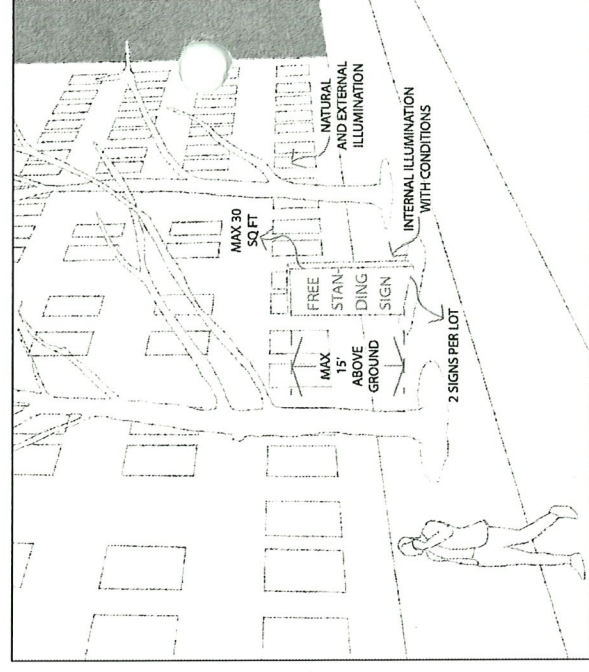 NATURAL
AND EXTERNAL
ILLUMINATION
MAX 30
SQ FT
INTERNAL ILLUMINATION
WITH CONDITIONS
FREE
STAN-
DING
SIGN
MAX
15'
ABOVE
GROUND
2 SIGNS PER LOT